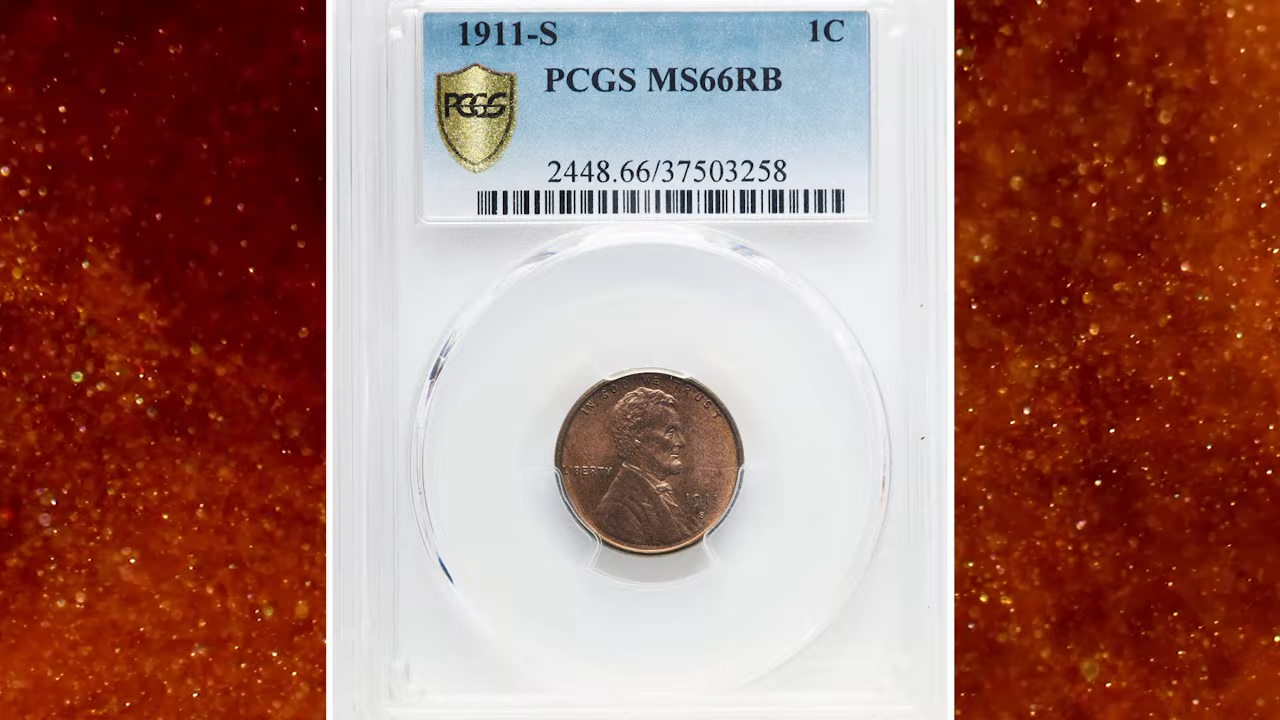 1911-S 1C
PCGS MS66RB
PCGS
2448.66/37503258
IN GOD WE TRUST
LIBERTY